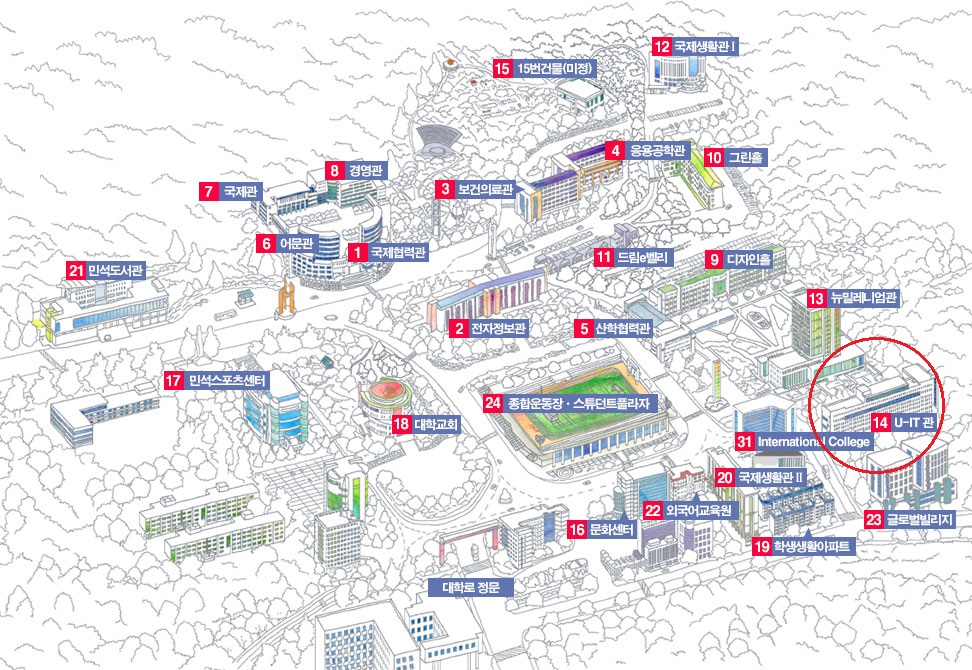 12 국제생활관 I
15 15번건물(미정)
4 응용공학관
10 그린홀
8 경영관
7 국제관
3 보건의료관
6 어문관
1 국제협력관
11 드림e밸리
9 디자인홀
21 민석도서관
13 뉴밀레니엄관
2 전자정보관
5 산학협력관
17 민석스포츠센터
24 종합운동장·스튜던트플라자
18 대학교회
14 U-IT 관
31 International College
20 국제생활관 II
22 외국어교육원
23 글로벌빌리지
16 문화센터
19 학생생활아파트
대학로 정문